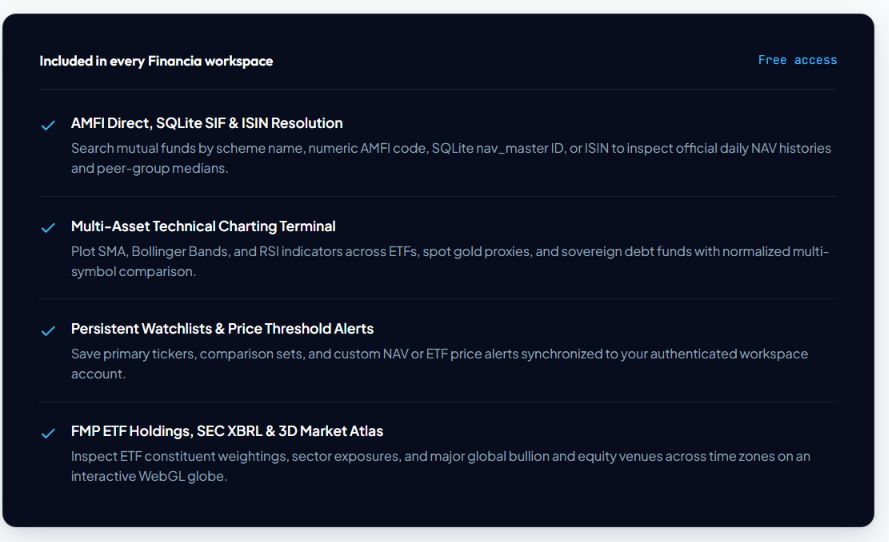 Included in every Financia workspace
Free access
AMFI Direct, SQLite SIF & ISIN Resolution
Search mutual funds by scheme name, numeric AMFI code, SQLite nav_master ID, or ISIN to inspect official daily NAV histories
and peer-group medians.
Multi-Asset Technical Charting Terminal
Plot SMA, Bollinger Bands, and RSI indicators across ETFs, spot gold proxies, and sovereign debt funds with normalized multi-
symbol comparison.
Persistent Watchlists & Price Threshold Alerts
Save primary tickers, comparison sets, and custom NAV or ETF price alerts synchronized to your authenticated workspace
account.
FMP ETF Holdings, SEC XBRL & 3D Market Atlas
Inspect ETF constituent weightings, sector exposures, and major global bullion and equity venues across time zones on an
interactive WebGL globe.